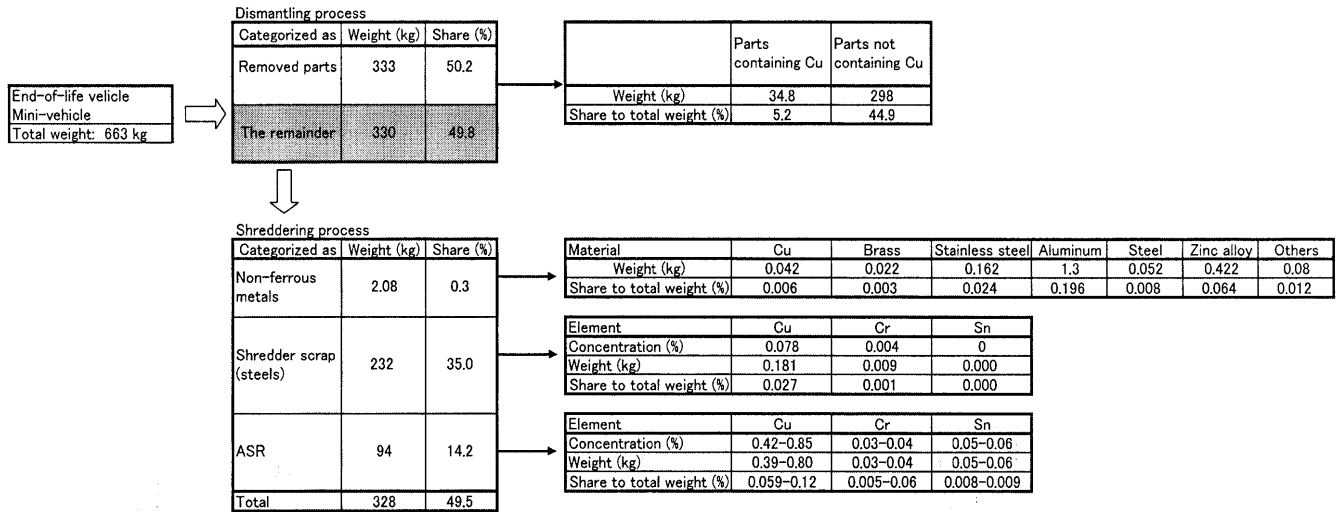 Dismantling process
Categorized as Weight (kg) Share (%)
Removed parts 333 50.2
The remainder 330 49.8
Parts containing Cu Parts not containing Cu
Weight (kg) 34.8 298
Share to total weight (%) 5.2 44.9
End-of-life velicle
Mini-vehicle
Total weight: 663 kg
Shreddering process
Categorized as Weight (kg) Share (%)
Non-ferrous
metals 2.08 0.3
Shredder scrap
(steels) 232 35.0
ASR 94 14.2
Total 328 49.5
Material Cu Brass Stainless steel Aluminum Steel Zinc alloy Others
Weight (kg) 0.042 0.022 0.162 1.3 0.052 0.422 0.08
Share to total weight (%) 0.006 0.003 0.024 0.196 0.008 0.064 0.012
Element Cu Cr Sn
Concentration (%) 0.078 0.004 0
Weight (kg) 0.181 0.009 0.000
Share to total weight (%) 0.027 0.001 0.000
Element Cu Cr Sn
Concentration (%) 0.42-0.85 0.03-0.04 0.05-0.06
Weight (kg) 0.39-0.80 0.03-0.04 0.05-0.06
Share to total weight (%) 0.059-0.12 0.005-0.06 0.008-0.009